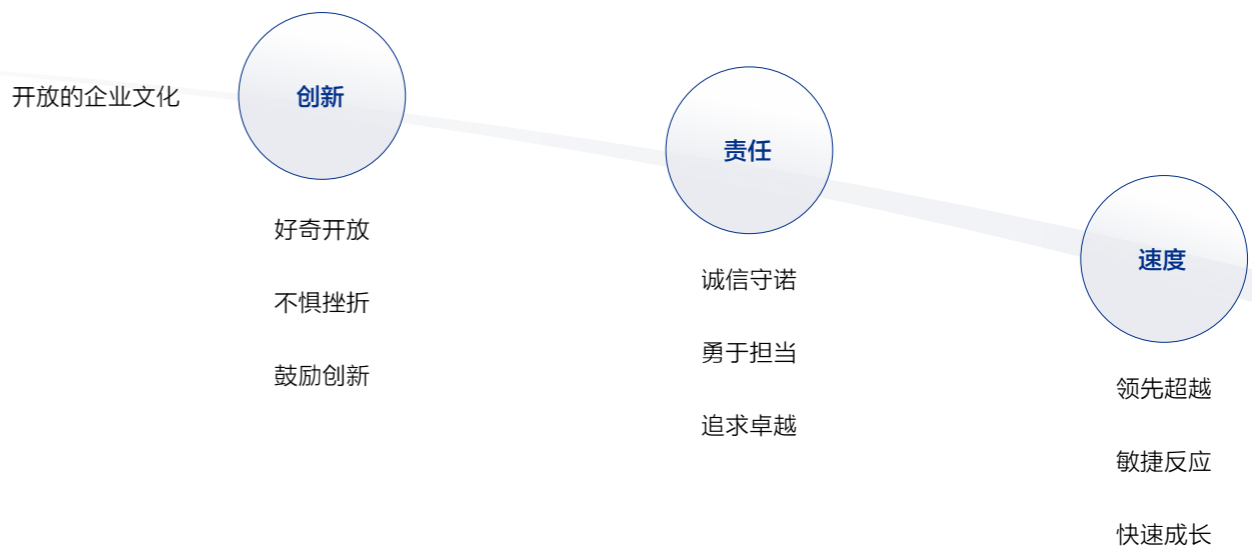 开放的企业文化
创新
好奇开放
不惧挫折
鼓励创新
责任
诚信守诺
勇于担当
追求卓越
速度
领先超越
敏捷反应
快速成长